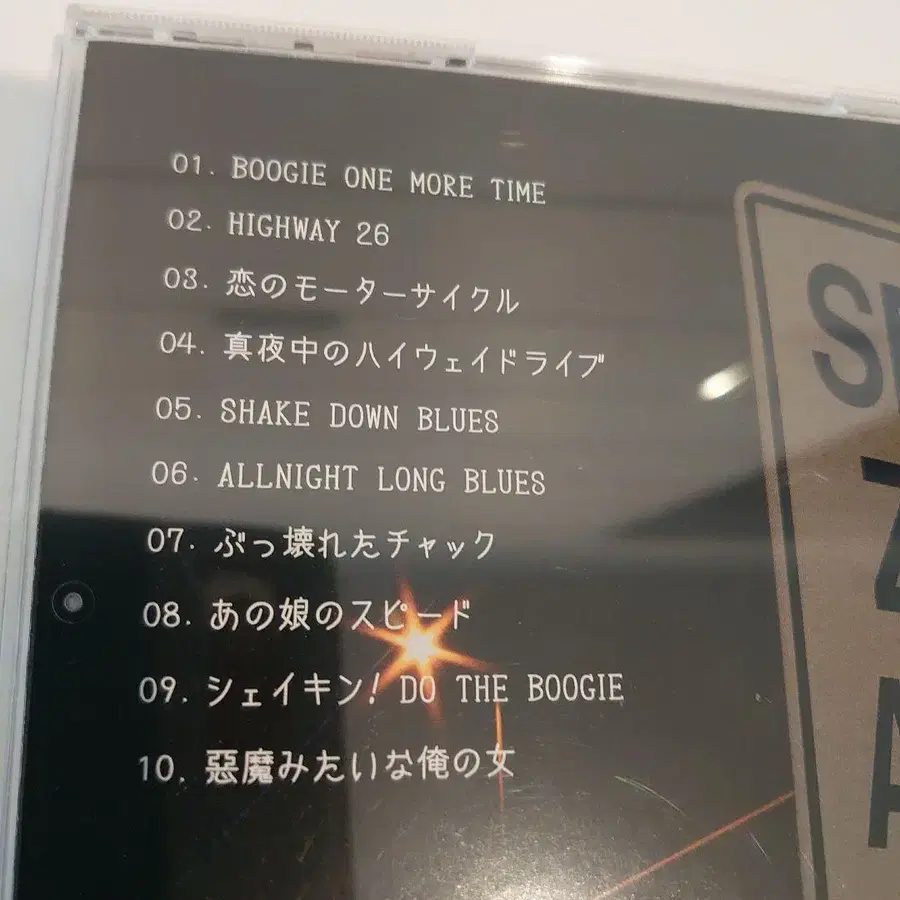 01. BOOGIE ONE MORE TIME
02. HIGHWAY 26
03. 恋のモーターサイクル
04. 真夜中のハイウェイドライブ
05. SHAKE DOWN BLUES
06. ALLNIGHT LONG BLUES
07. ぶっ壊れたチャック
08. あの娘のスピード
09. シェイキン! DO THE BOOGIE
10. 惡魔みたいな俺の女